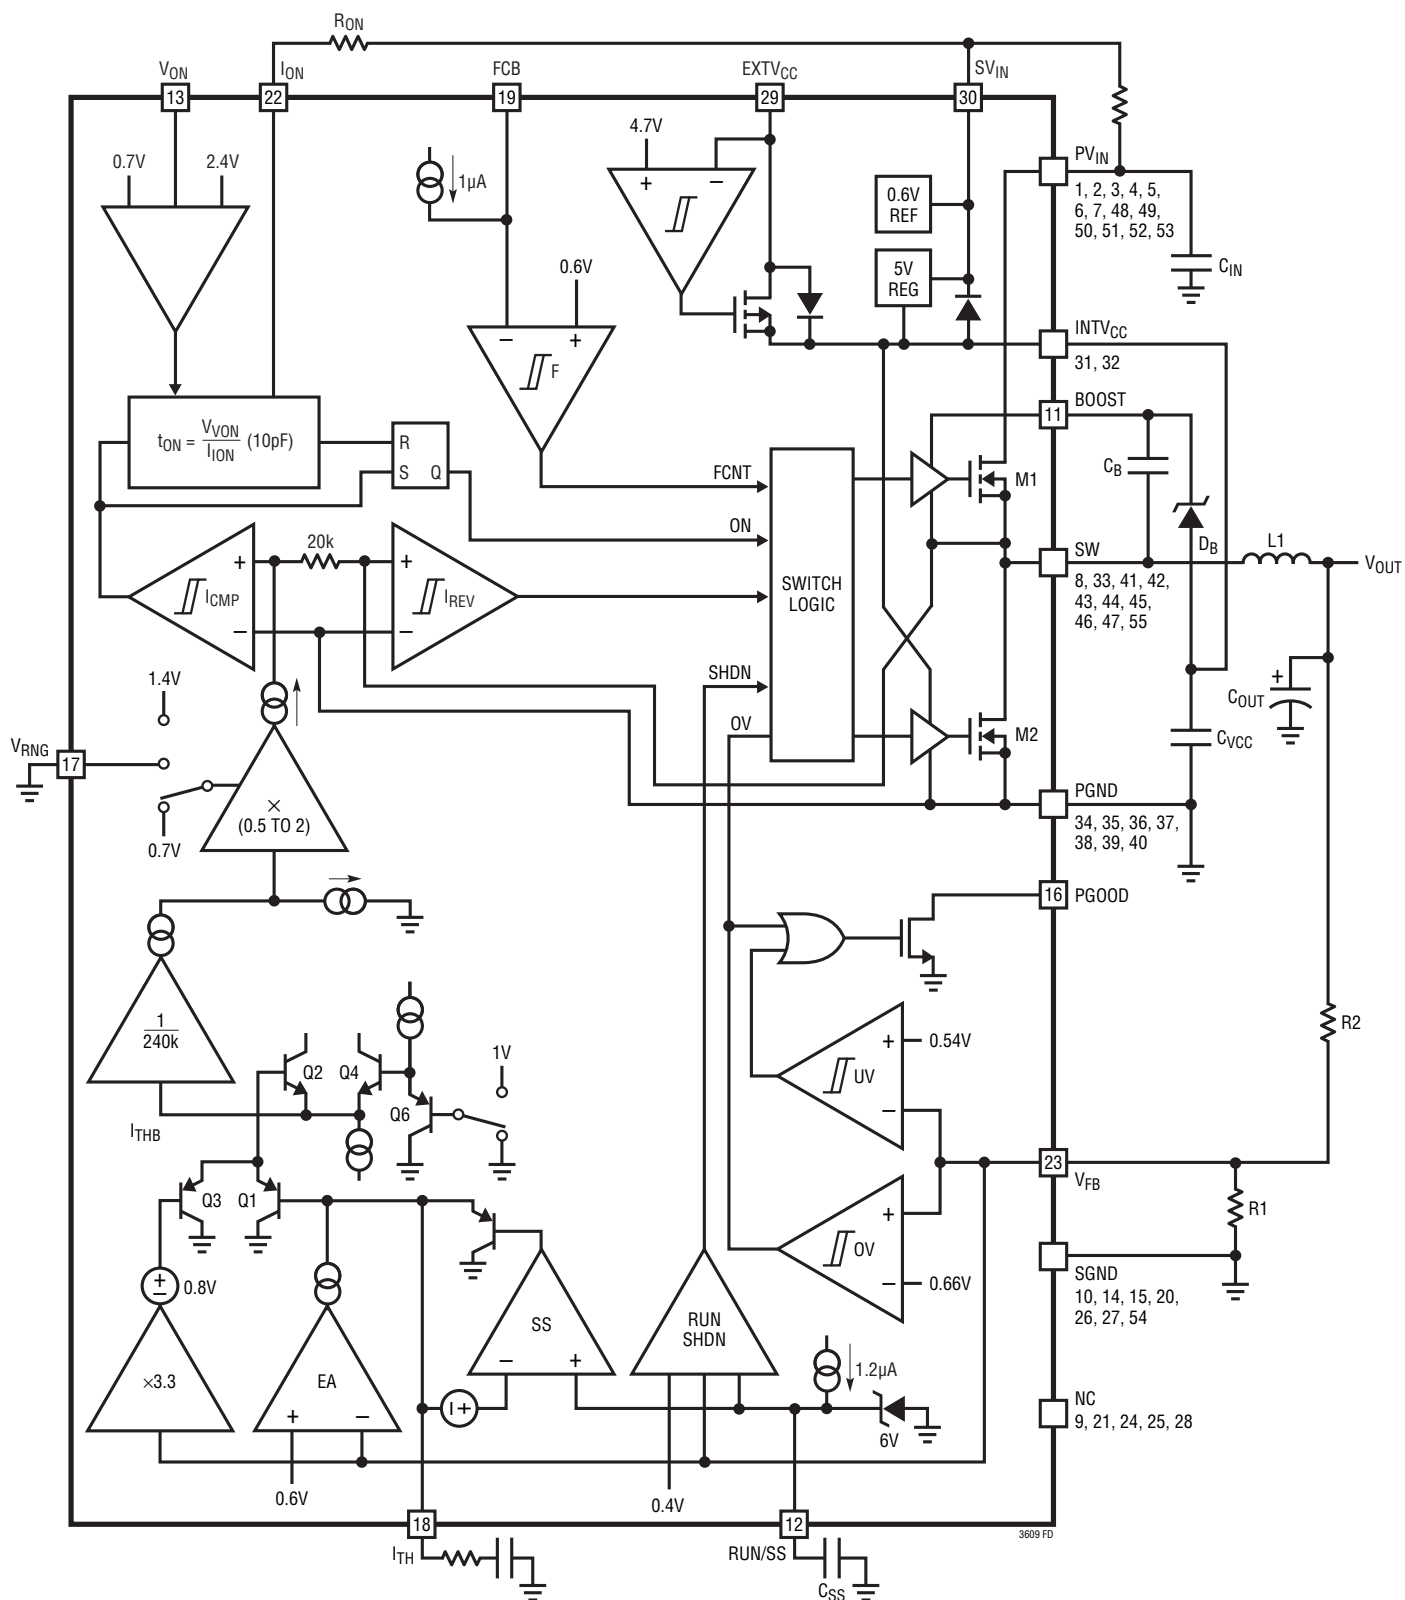 RON
VON
ION
FCB
EXTVCC
SVIN
13
22
19
29
30
4.7V
0.7V
2.4V
1µA
+
–
PVIN
1, 2, 3, 4, 5,
6, 7, 48, 49,
50, 51, 52, 53
0.6V
REF
CIN
5V
REG
0.6V
–
+
F
INTVCC
31, 32
BOOST
11
tON = VVON/IION (10pF)
R
S
Q
FCNT
M1
CB
ON
DB
20k
+
+
ICMP
IREV
–
–
SWITCH
LOGIC
SW
8, 33, 41, 42,
43, 44, 45,
46, 47, 55
L1
VOUT
1.4V
SHDN
OV
M2
+
COUT
CVCC
VRNG
17
×
(0.5 TO 2)
0.7V
PGND
34, 35, 36, 37,
38, 39, 40
16
PGOOD
1
240k
Q2
Q4
1V
Q6
ITHB
+
0.54V
UV
–
R2
23
VFB
Q3
Q1
+
OV
–
0.66V
R1
SGND
10, 14, 15, 20,
26, 27, 54
+
–
0.8V
SS
–
+
RUN
SHDN
×3.3
EA
+
–
1.2µA
–
+
6V
NC
9, 21, 24, 25, 28
0.6V
0.4V
18
12
3609 FD
ITH
RUN/SS
CSS